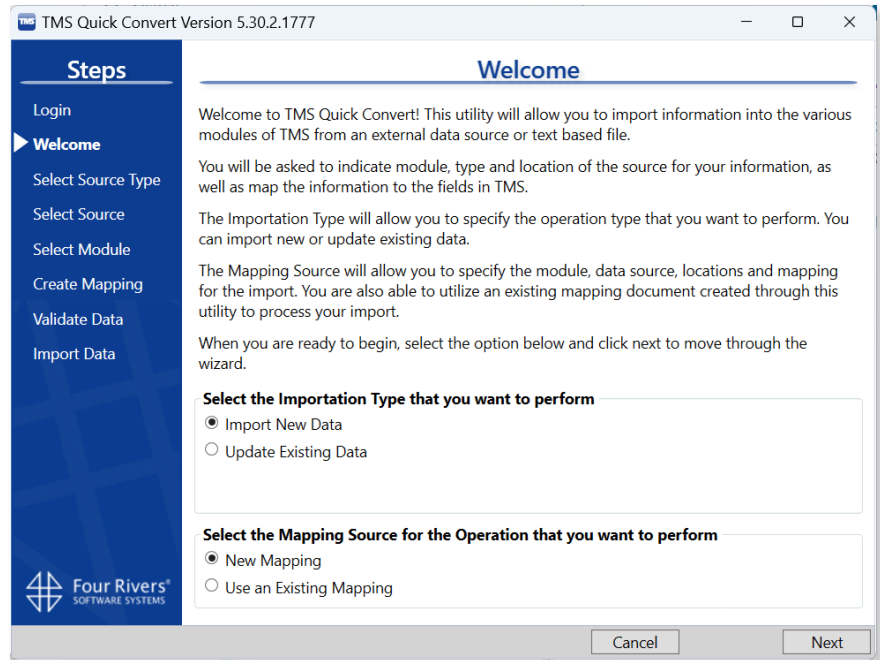 TMS Quick Convert Version 5.30.2.1777
Steps
Login
Welcome
Select Source Type
Select Source
Select Module
Create Mapping
Validate Data
Import Data
Four Rivers®
SOFTWARE SYSTEMS
Welcome
Welcome to TMS Quick Convert! This utility will allow you to import information into the various
modules of TMS from an external data source or text based file.
You will be asked to indicate module, type and location of the source for your information, as
well as map the information to the fields in TMS.
The Importation Type will allow you to specify the operation type that you want to perform. You
can import new or update existing data.
The Mapping Source will allow you to specify the module, data source, locations and mapping
for the import. You are also able to utilize an existing mapping document created through this
utility to process your import.
When you are ready to begin, select the option below and click next to move through the
wizard.
Select the Importation Type that you want to perform
Import New Data
Update Existing Data
Select the Mapping Source for the Operation that you want to perform
New Mapping
Use an Existing Mapping
Cancel
Next